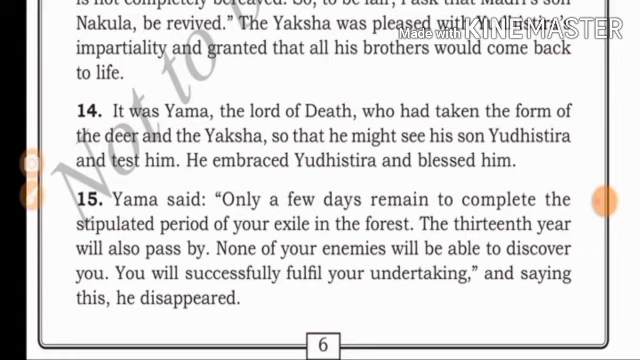 is not completely bereaved. So, to be fair, I ask that Madri's son
Nakula, be revived." The Yaksha was pleased with Yudhistira's
Made with KINEMASTER
impartiality and granted that all his brothers would come back
to life.
14. It was Yama, the lord of Death, who had taken the form of
the deer and the Yaksha, so that he might see his son Yudhistira
and test him. He embraced Yudhistira and blessed him.
15. Yama said: "Only a few days remain to complete the
stipulated period of your exile in the forest. The thirteenth year
will also pass by. None of your enemies will be able to discover
you. You will successfully fulfil your undertaking," and saying
this, he disappeared.
Not to b
6